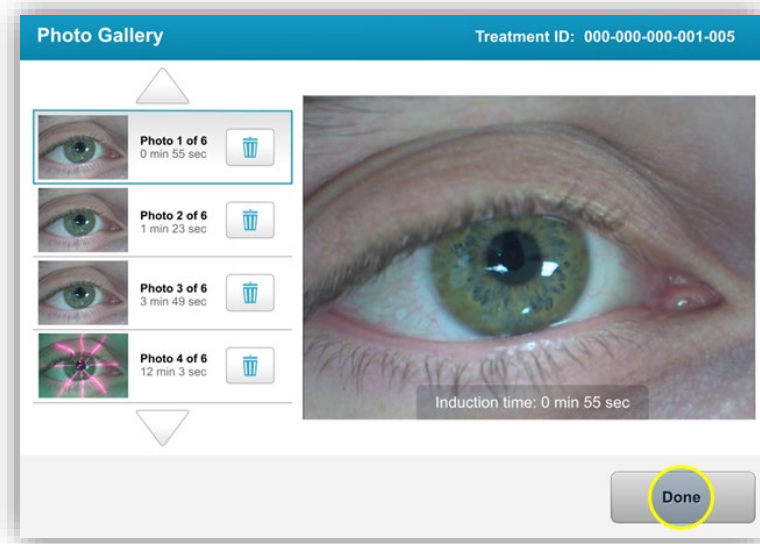 Photo Gallery
Treatment ID: 000-000-000-001-005
Photo 1 of 6
0 min 55 sec
Photo 2 of 6
1 min 23 sec
Photo 3 of 6
3 min 49 sec
Photo 4 of 6
12 min 3 sec
Induction time: 0 min 55 sec
Done